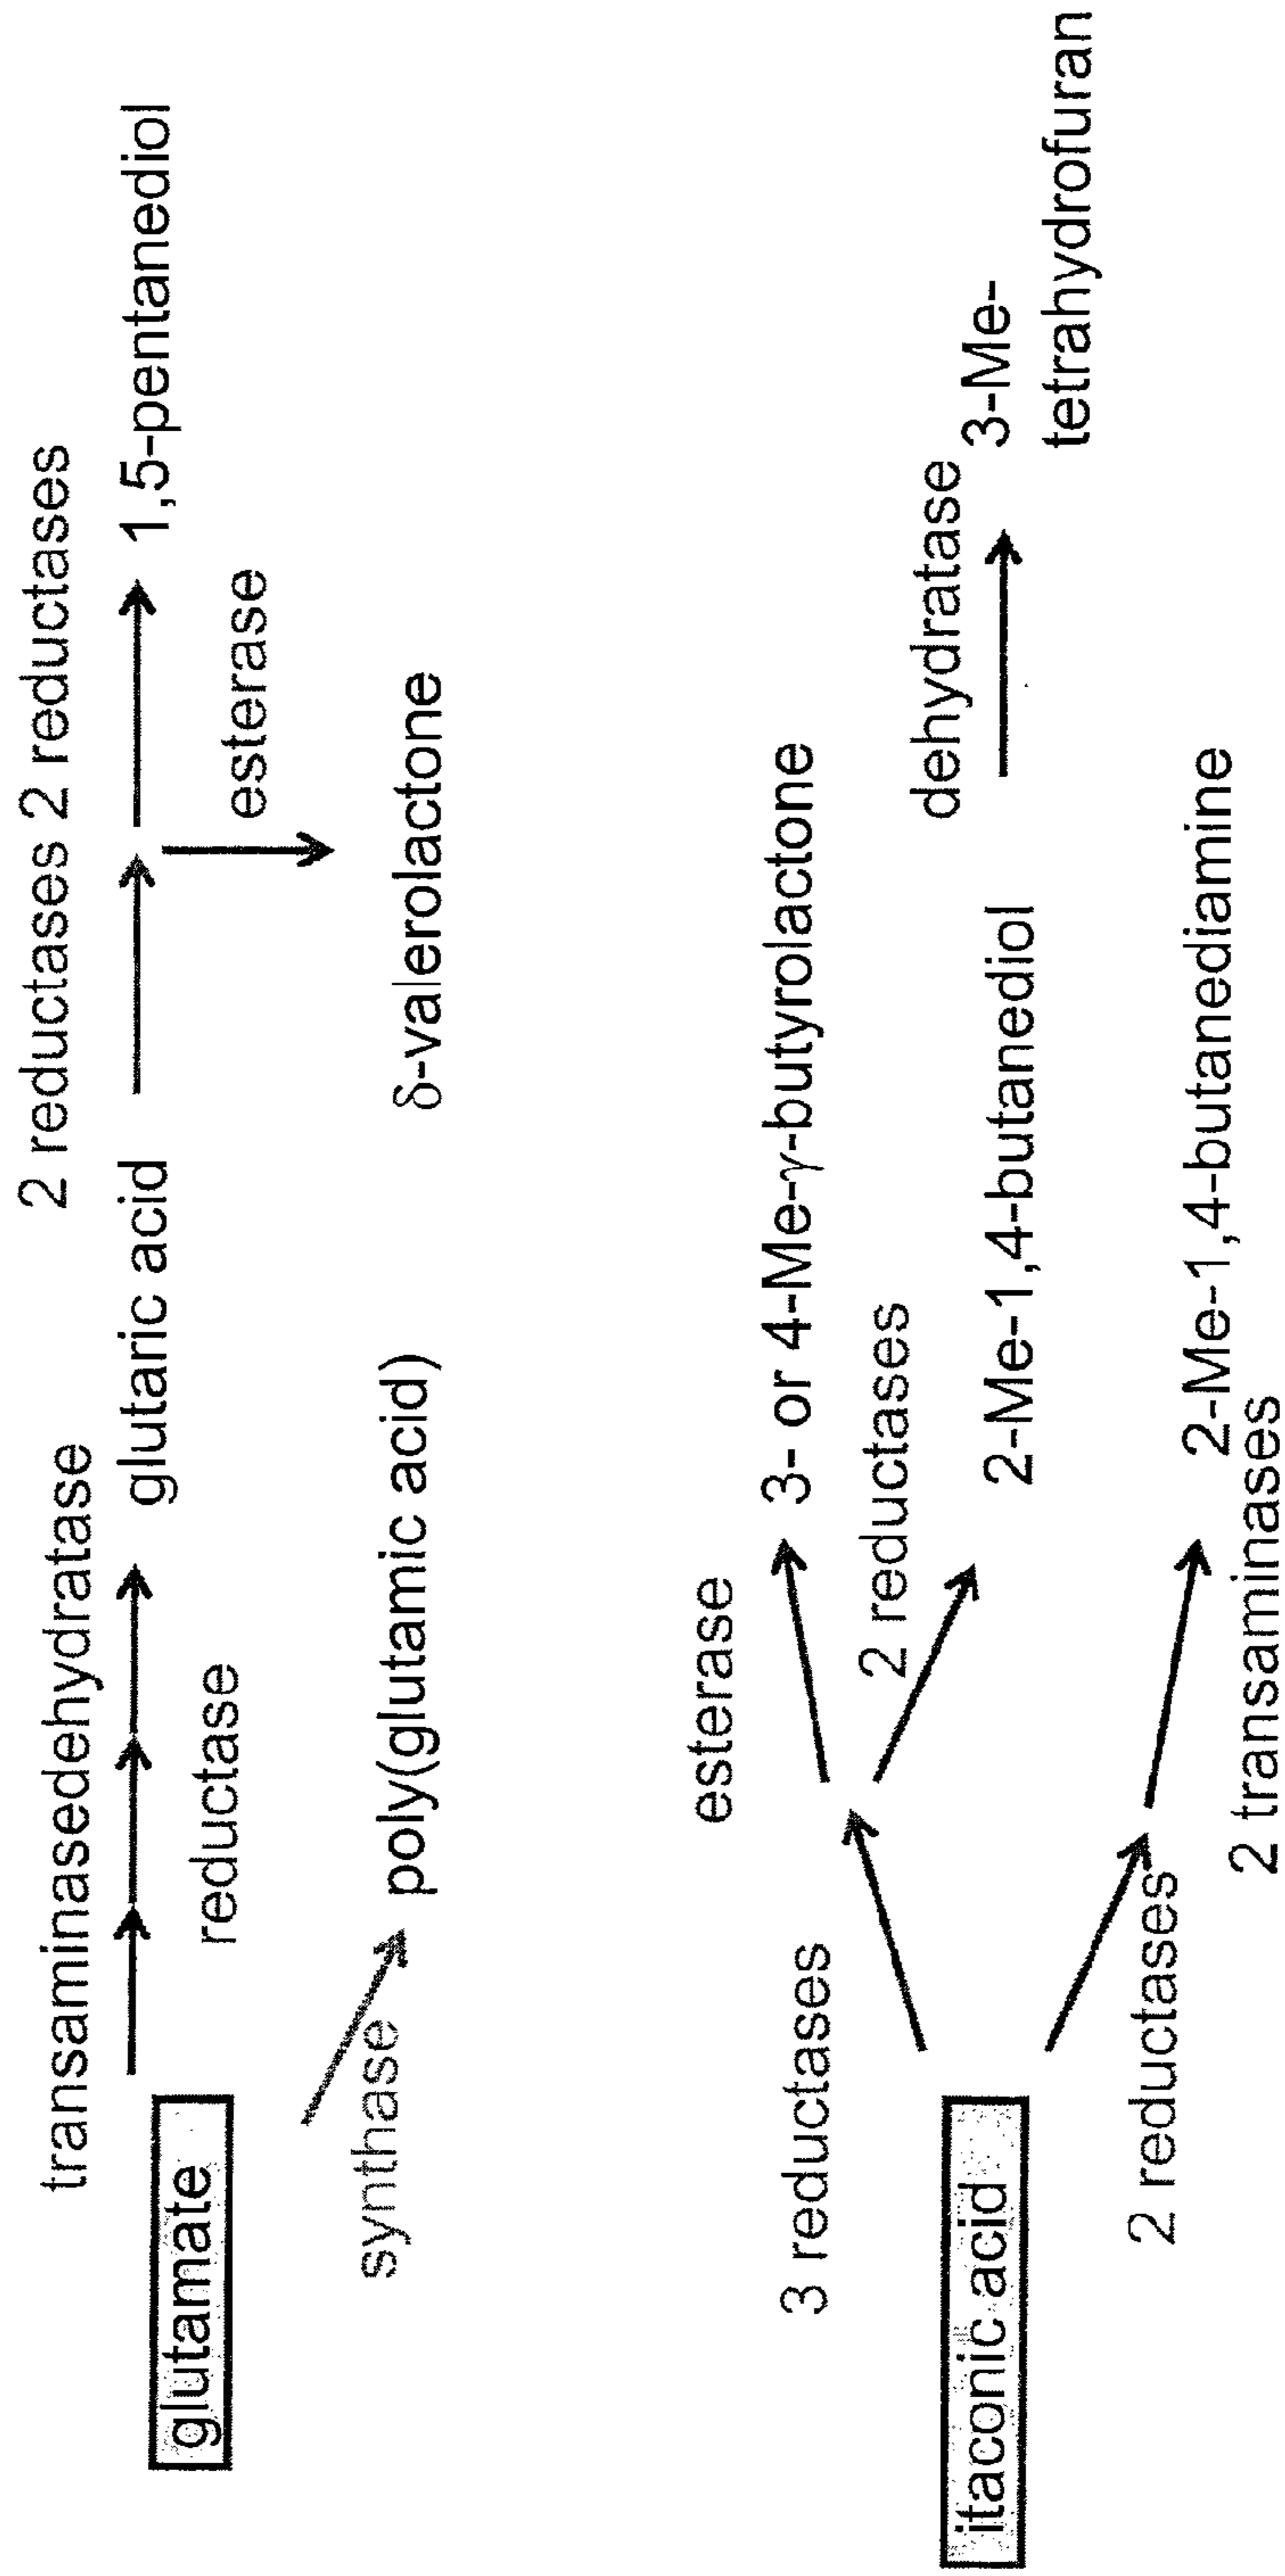 transaminasedehydratase
2 reductases 2 reductases
glutamate
glutaric acid
1,5-pentanediol
reductase
esterase
synthase
poly(glutamic acid)
δ-valerolactone
esterase
3 reductases
3- or 4-Me-γ-butyrolactone
2 reductases
dehydratase
itaconic acid
2-Me-1,4-butanediol
3-Me-
tetrahydrofuran
2 reductases
2-Me-1,4-butanediamine
2 transaminases